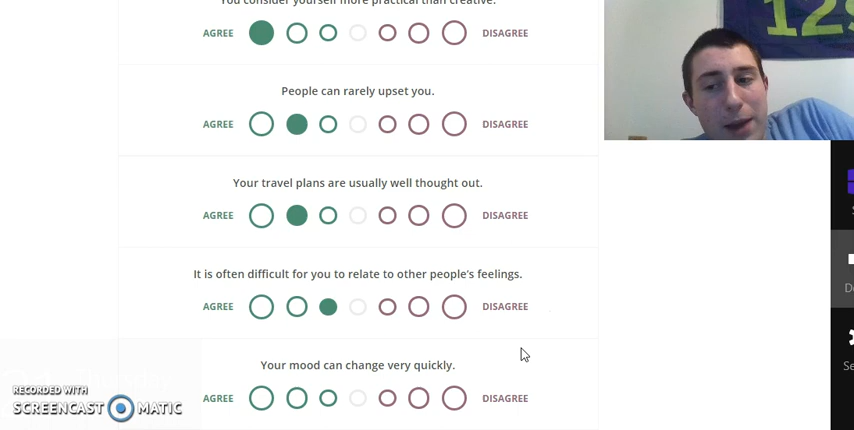 You consider yourself more practical than creative.
AGREE DISAGREE
People can rarely upset you.
AGREE DISAGREE
Your travel plans are usually well thought out.
AGREE DISAGREE
It is often difficult for you to relate to other people's feelings.
AGREE DISAGREE
Your mood can change very quickly.
AGREE DISAGREE
RECORDED WITH
SCREENCAST MATIC
12